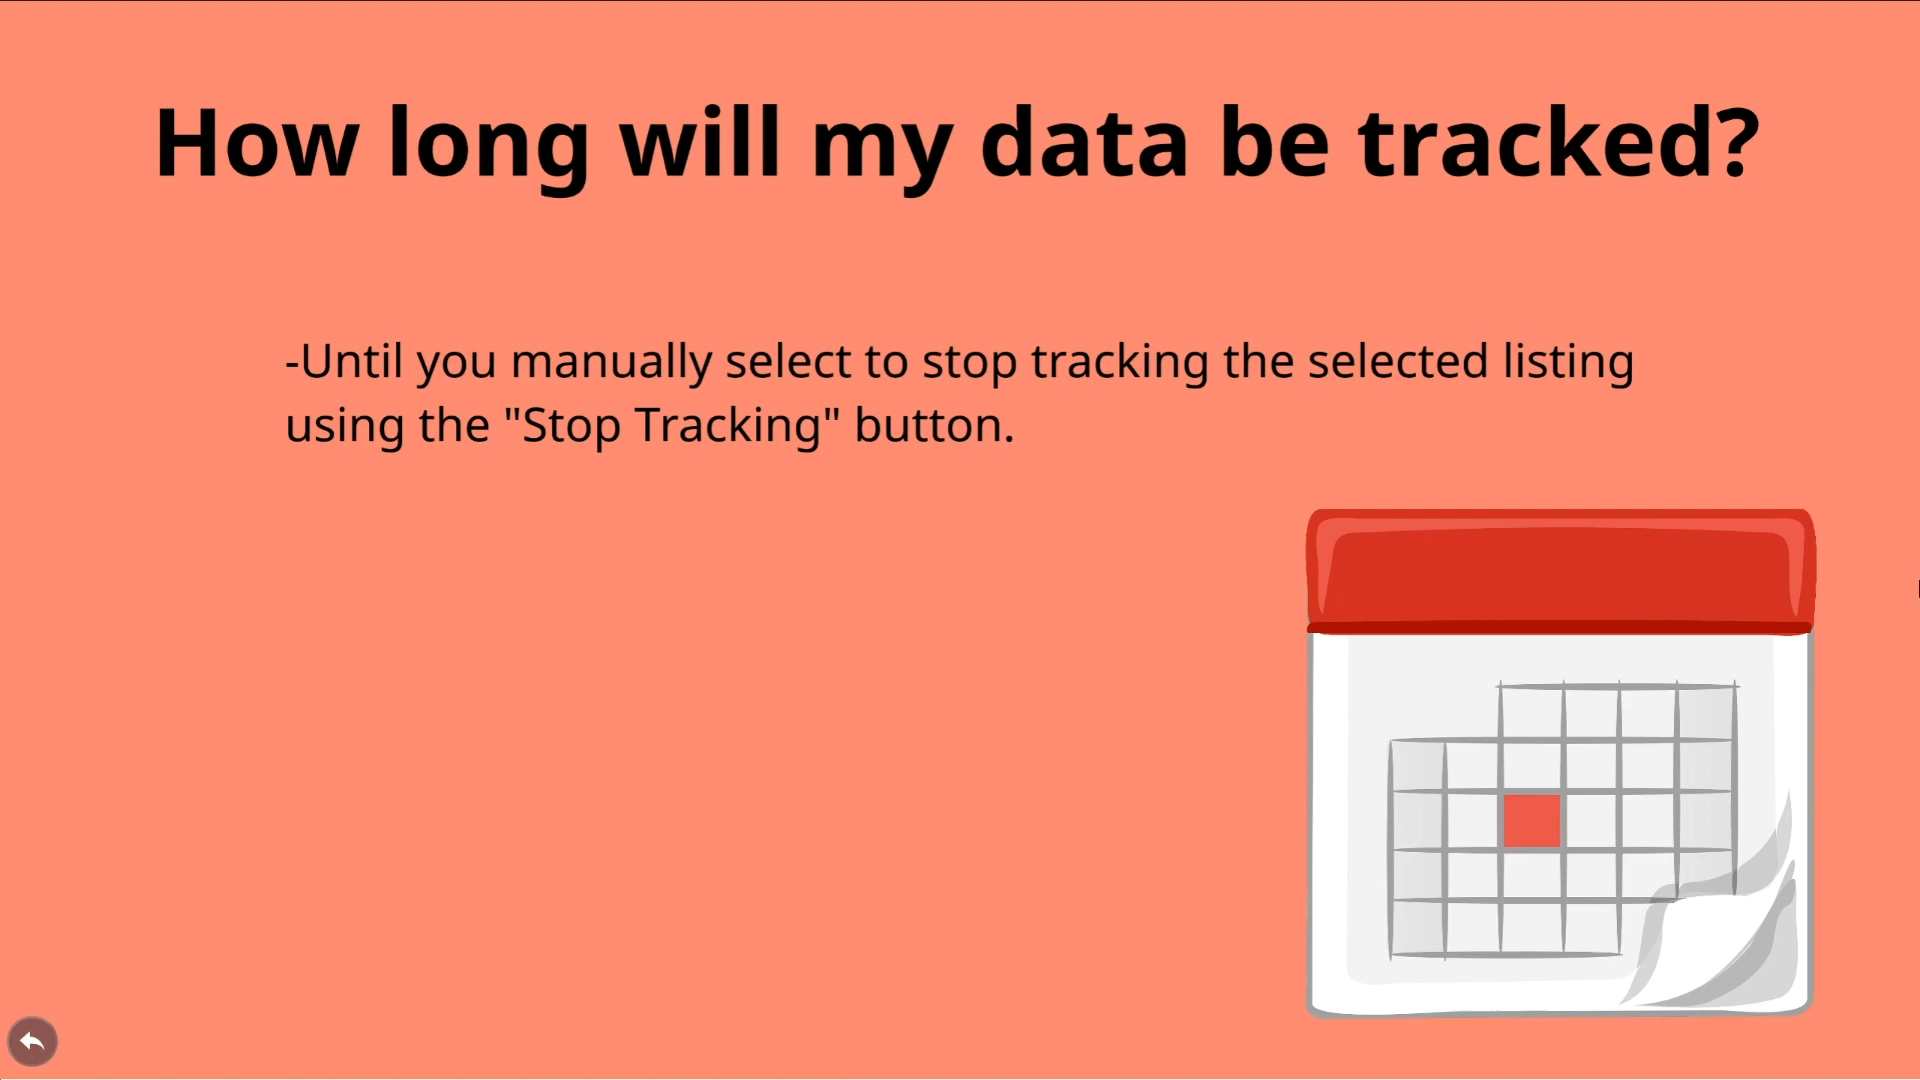 How long will my data be tracked?
-Until you manually select to stop tracking the selected listing
using the "Stop Tracking" button.